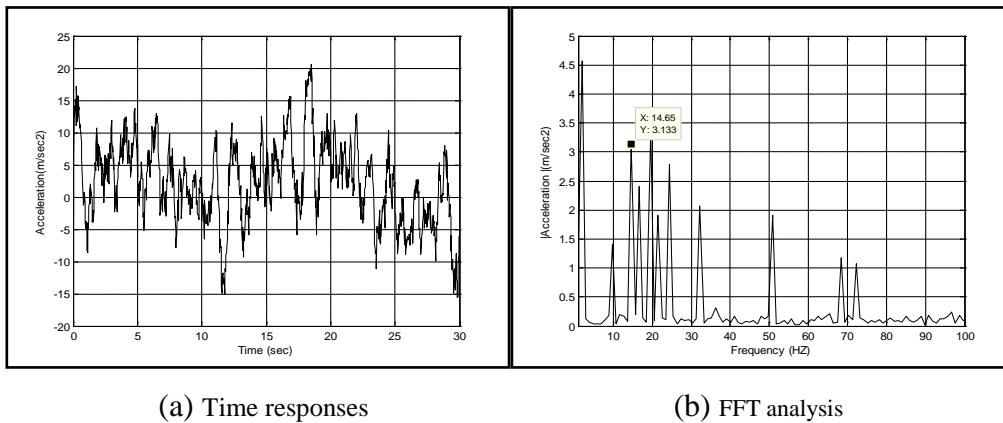 25
20
15
10
5
0
-5
-10
-15
-20
0 5 10 15 20 25 30
Acceleration(m/sec2)
Time (sec)
5
4.5
4
3.5
3
2.5
2
1.5
1
0.5
0
10 20 30 40 50 60 70 80 90 100
|Acceleration |(m/sec2)
Frequency (HZ)
X: 14.65
Y: 3.133
(a) Time responses
(b) FFT analysis